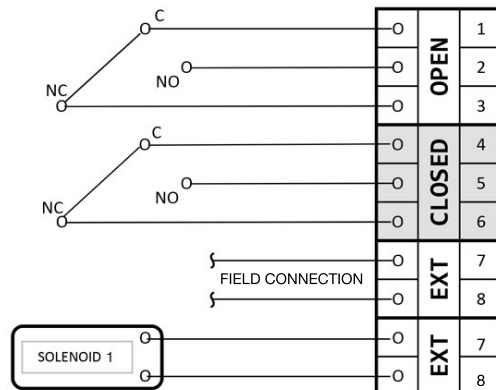 C
1
2
NO
OPEN
NC
3
C
4
CLOSED
5
NO
NC
6
7
FIELD CONNECTION
EXT
8
7
SOLENOID 1
EXT
8